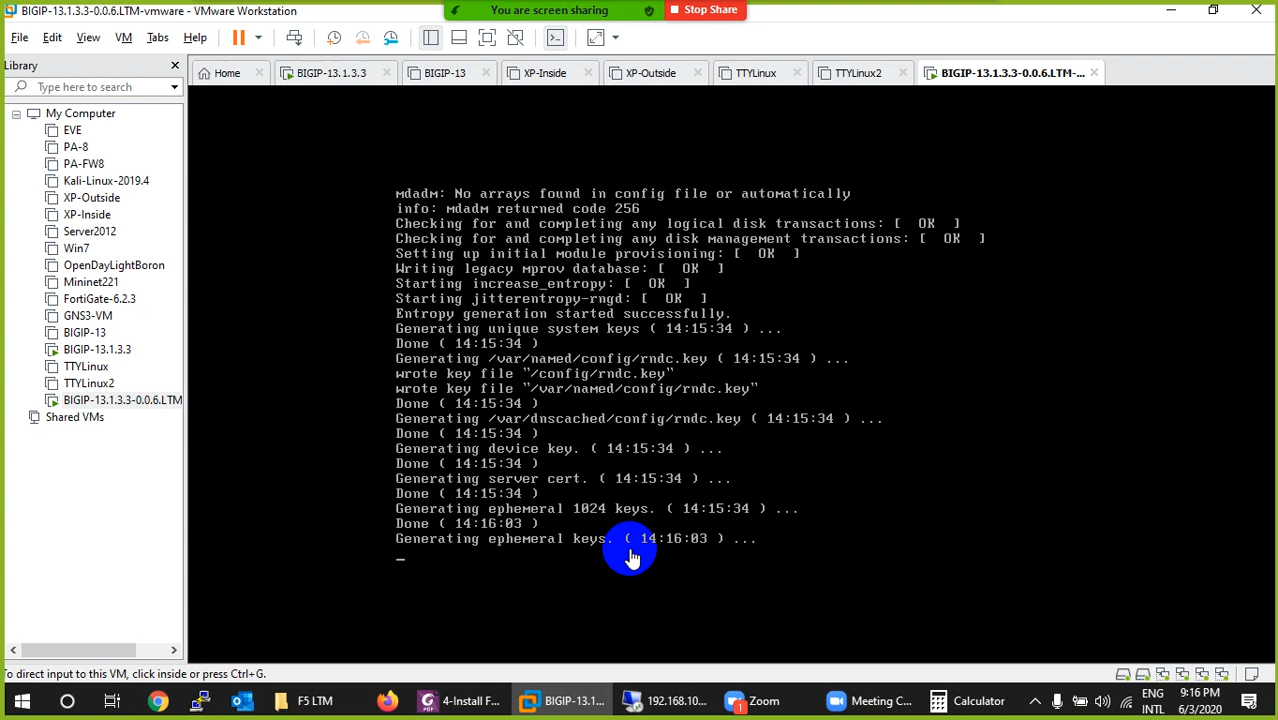 BIGIP-13.1.3.3-0.0.6.LTM-vmware - VMware Workstation
You are screen sharing
Stop Share
File Edit View VM Tabs Help
Library
Type here to search
Home
BIGIP-13.1.3.3
BIGIP-13
XP-Inside
XP-Outside
TTYLinux
TTYLinux2
BIGIP-13.1.3.3-0.0.6.LTM-...
My Computer
EVE
PA-8
PA-FW8
Kali-Linux-2019.4
XP-Outside
XP-Inside
Server2012
Win7
OpenDayLightBoron
Mininet221
FortiGate-6.2.3
GNS3-VM
BIGIP-13
BIGIP-13.1.3.3
TTYLinux
TTYLinux2
BIGIP-13.1.3.3-0.0.6.LTM
Shared VMs
mdadm: No arrays found in config file or automatically
info: mdadm returned code 256
Checking for and completing any logical disk transactions: [  OK  ]
Checking for and completing any disk management transactions: [  OK  ]
Setting up initial module provisioning: [  OK  ]
Writing legacy mprov database: [  OK  ]
Starting increase_entropy: [  OK  ]
Starting jitterentropy-rngd: [  OK  ]
Entropy generation started successfully.
Generating unique system keys ( 14:15:34 ) ...
Done ( 14:15:34 )
Generating /var/named/config/rndc.key ( 14:15:34 ) ...
wrote key file "/config/rndc.key"
wrote key file "/var/named/config/rndc.key"
Done ( 14:15:34 )
Generating /var/dnscached/config/rndc.key ( 14:15:34 ) ...
Done ( 14:15:34 )
Generating device key. ( 14:15:34 ) ...
Done ( 14:15:34 )
Generating server cert. ( 14:15:34 ) ...
Done ( 14:15:34 )
Generating ephemeral 1024 keys. ( 14:15:34 ) ...
Done ( 14:16:03 )
Generating ephemeral keys. ( 14:16:03 ) ...
_
To direct input to this VM, click inside or press Ctrl+G.
F5 LTM
4-Install F...
BIGIP-13.1...
192.168.10...
1
Zoom
Meeting C...
Calculator
ENG
INTL
9:16 PM
6/3/2020